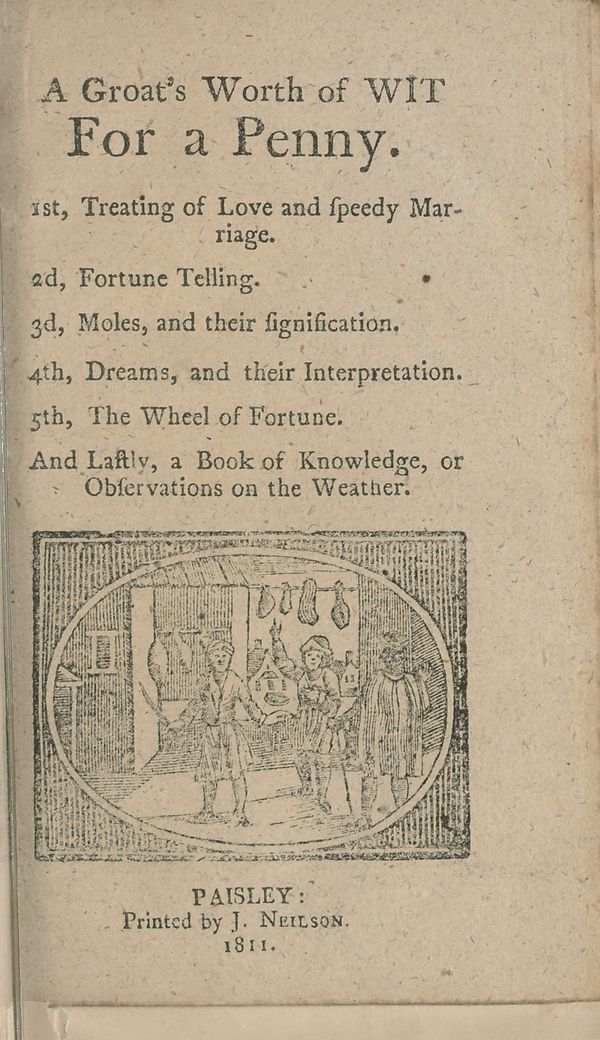 A Groat's Worth of WIT
For a Penny.
1st, Treating of Love and ſpeedy Mar-
riage.
2d, Fortune Telling.
3d, Moles, and their ſignification.
4th, Dreams, and their Interpretation.
5th, The Wheel of Fortune.
And Laſtly, a Book of Knowledge, or
Obſervations on the Weather.
PAISLEY:
Printed by J. NEILSON.
1811.